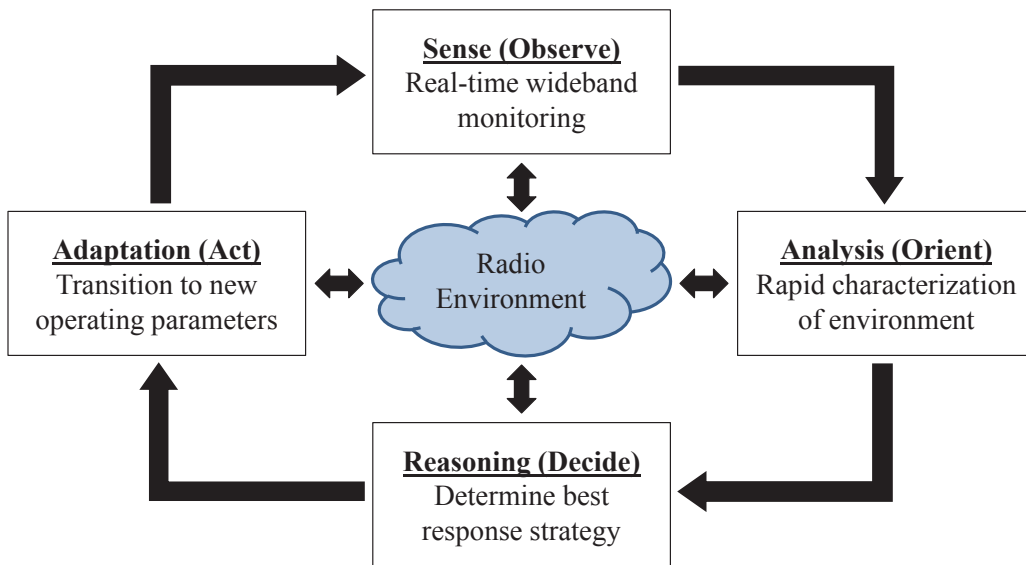 Sense (Observe)
Real-time wideband
monitoring
Adaptation (Act)
Transition to new
operating parameters
Radio
Environment
Analysis (Orient)
Rapid characterization
of environment
Reasoning (Decide)
Determine best
response strategy